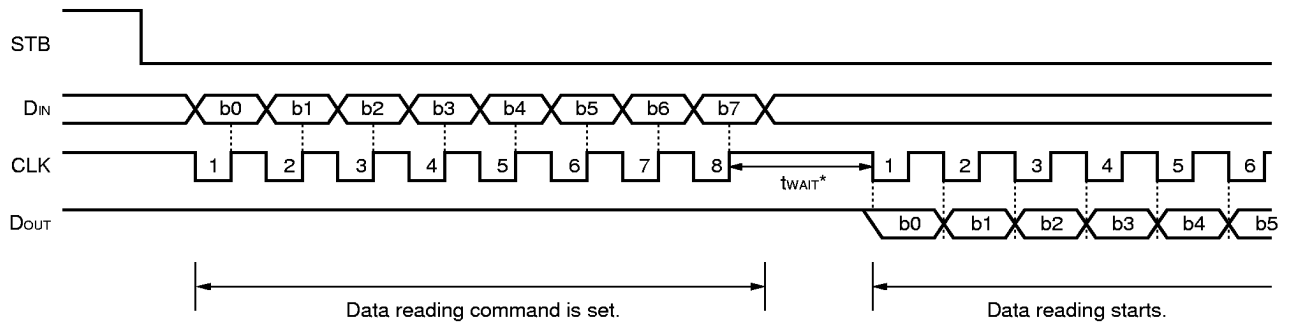 STB
DIN b0 b1 b2 b3 b4 b5 b6 b7
CLK 1 2 3 4 5 6 7 8 tWAIT* 1 2 3 4 5 6
DOUT b0 b1 b2 b3 b4 b5
Data reading command is set. Data reading starts.